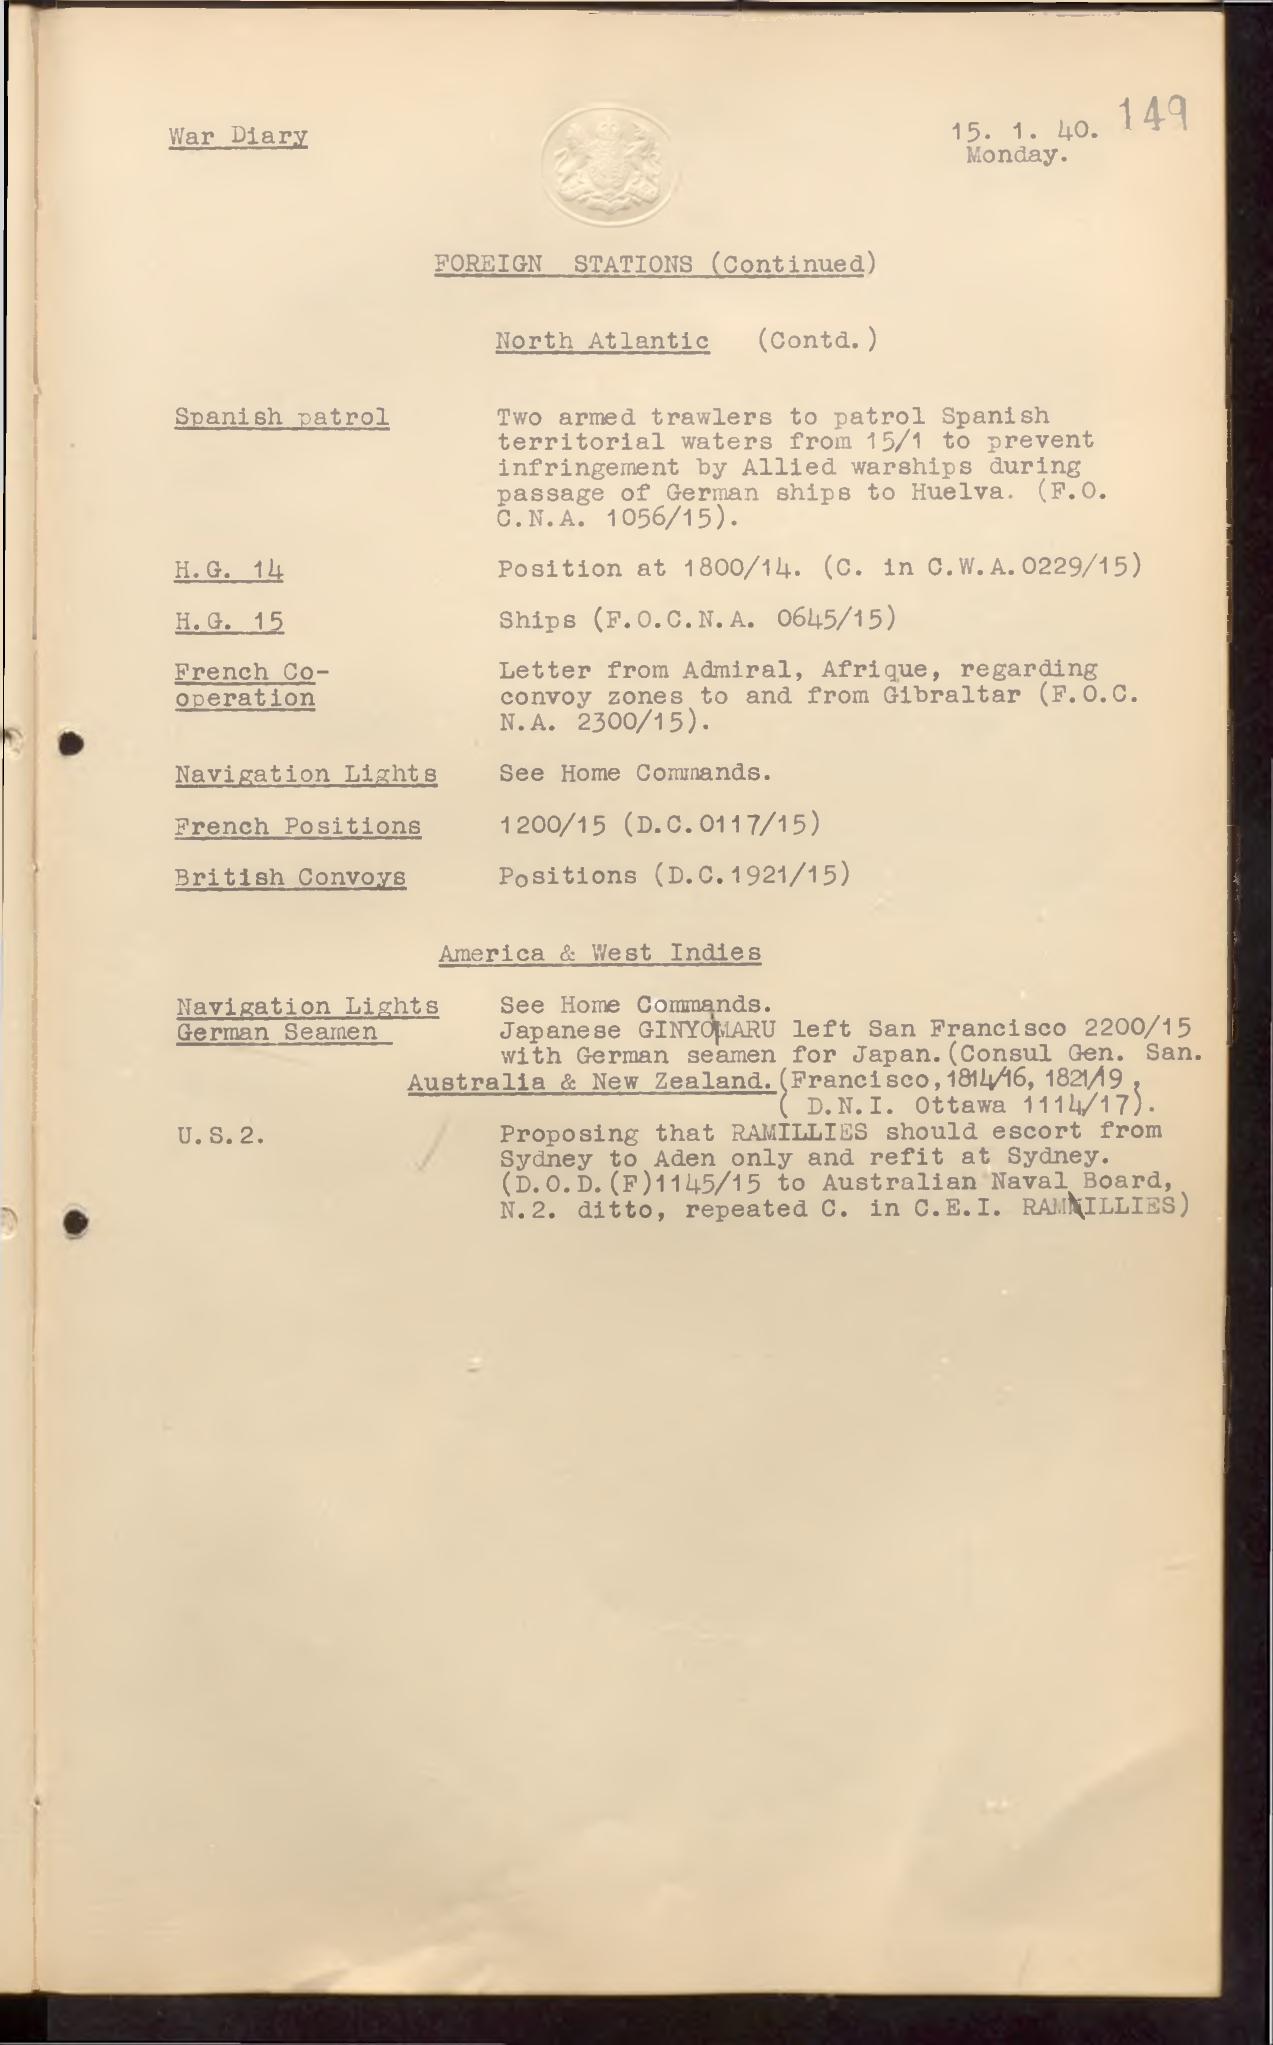 149
War Diary 15. 1. 40.
Monday.
FOREIGN STATIONS (Continued)
North Atlantic (Contd.)
Spanish patrol Two armed trawlers to patrol Spanish
territorial waters from 15/1 to prevent
infringement by Allied warships during
passage of German ships to Huelva. (F.O.
C.N.A. 1056/15).
H.G. 14 Position at 1800/14. (C. in C.W.A.0229/15)
H.G. 15 Ships (F.O.C.N.A. 0645/15)
French Co- Letter from Admiral, Afrique, regarding
operation convoy zones to and from Gibraltar (F.O.C.
N.A. 2300/15).
Navigation Lights See Home Commands.
French Positions 1200/15 (D.C.0117/15)
British Convoys Positions (D.C.1921/15)
America & West Indies
Navigation Lights See Home Commands.
German Seamen Japanese GINYO MARU left San Francisco 2200/15
with German seamen for Japan. (Consul Gen. San.
Australia & New Zealand. (Francisco, 1814/16, 1821/19,
( D.N.I. Ottawa 1114/17).
U.S.2. Proposing that RAMILLIES should escort from
Sydney to Aden only and refit at Sydney.
(D.O.D.(F)1145/15 to Australian Naval Board,
N.Z. ditto, repeated C. in C.E.I. RAMILLIES)